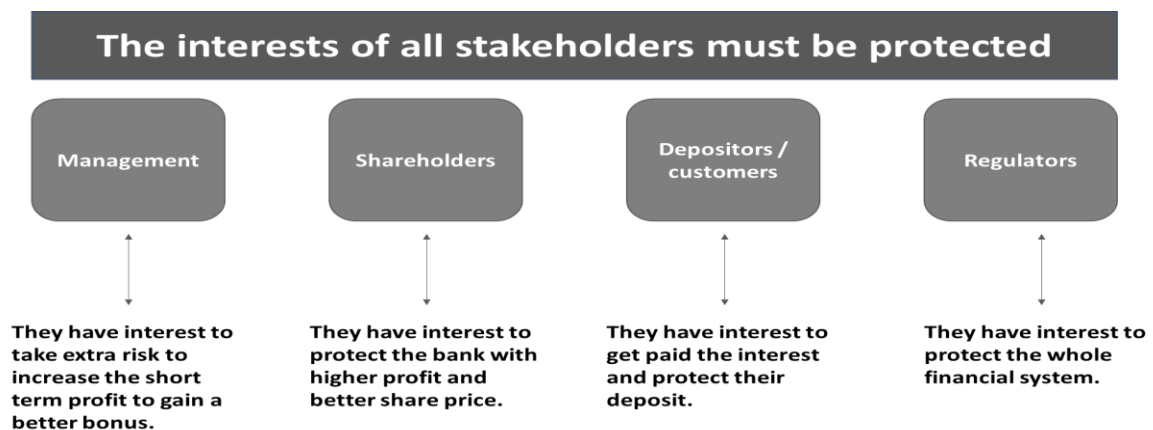 The interests of all stakeholders must be protected
Management
Shareholders
Depositors /
customers
Regulators
They have interest to
take extra risk to
increase the short
term profit to gain a
better bonus.
They have interest to
protect the bank with
higher profit and
better share price.
They have interest to
get paid the interest
and protect their
deposit.
They have interest to
protect the whole
financial system.